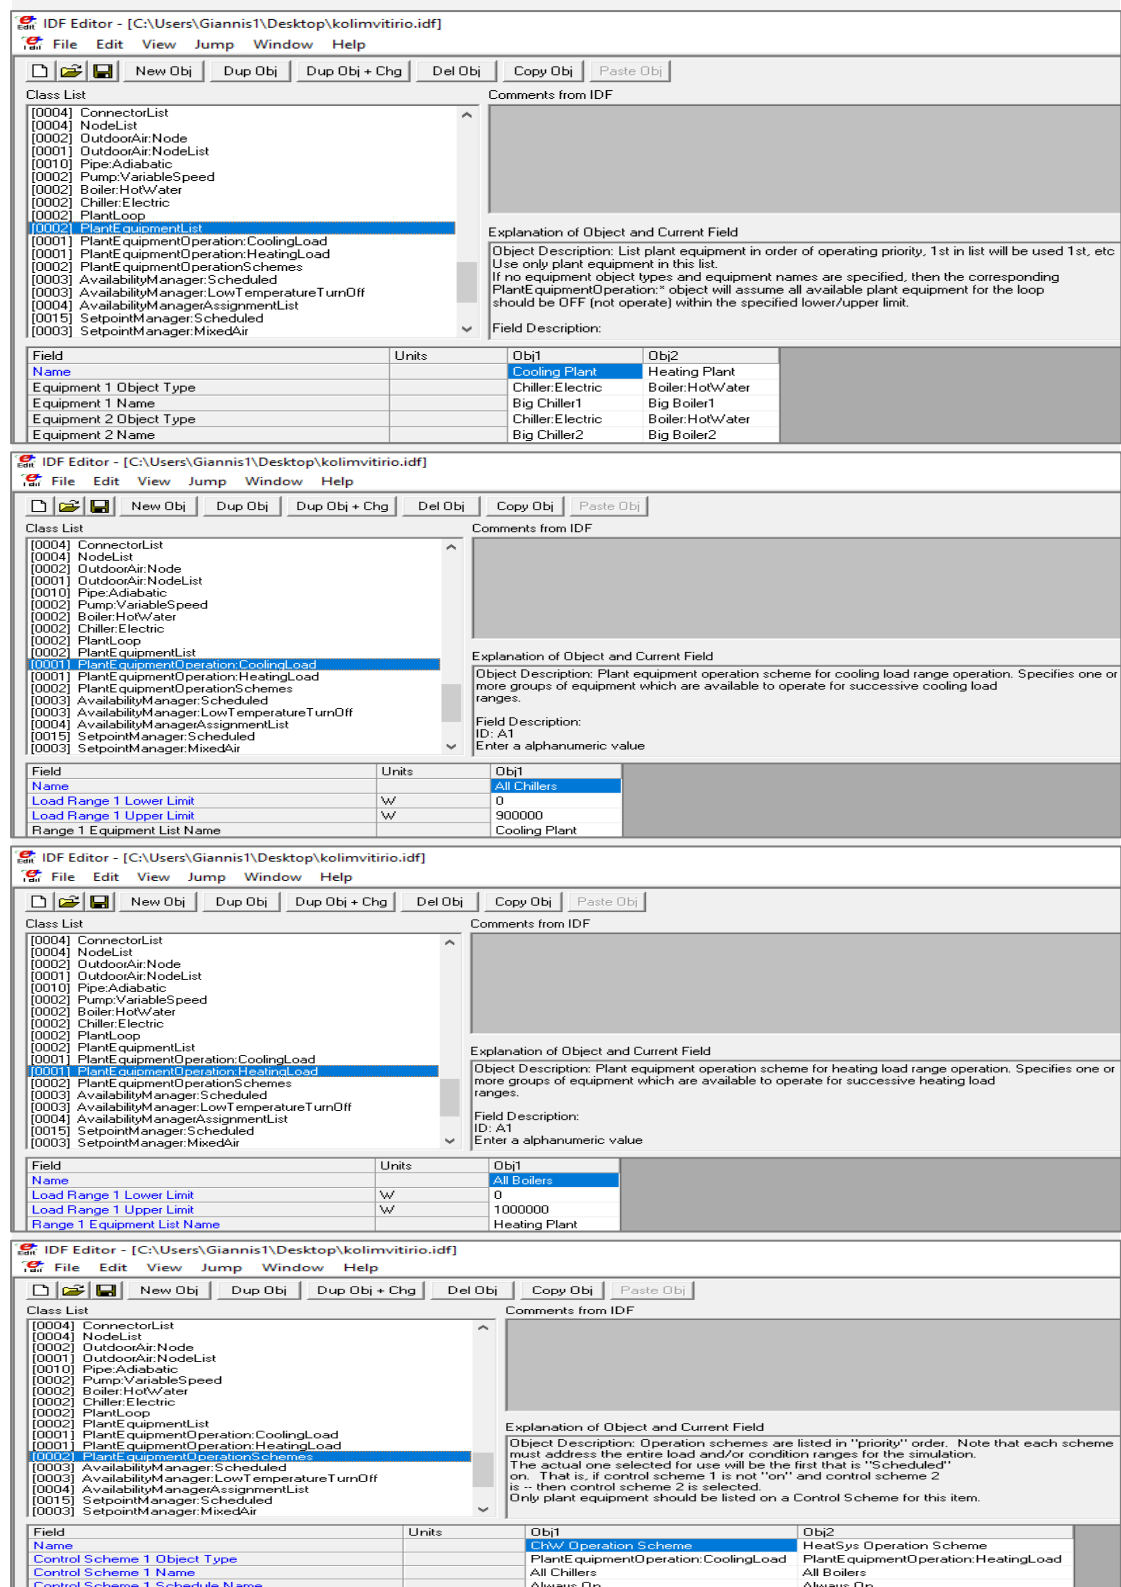 IDF Editor - [C:\Users\Giannis1\Desktop\kolimvitirio.idf]
File Edit View Jump Window Help
New Obj Dup Obj Dup Obj + Chg Del Obj Copy Obj Paste Obj
Class List
Comments from IDF
[0004] ConnectorList
[0004] NodeList
[0002] OutdoorAir:Node
[0001] OutdoorAir:NodeList
[0010] Pipe:Adiabatic
[0002] Pump:VariableSpeed
[0002] Boiler:HotWater
[0002] Chiller:Electric
[0002] PlantLoop
[0002] PlantEquipmentList
[0001] PlantEquipmentOperation:CoolingLoad
[0001] PlantEquipmentOperation:HeatingLoad
[0002] PlantEquipmentOperationSchemes
[0003] AvailabilityManager:Scheduled
[0003] AvailabilityManager:LowTemperatureTurnOff
[0004] AvailabilityManagerAssignmentList
[0015] SetpointManager:Scheduled
[0003] SetpointManager:MixedAir
Explanation of Object and Current Field
Object Description: List plant equipment in order of operating priority, 1st in list will be used 1st, etc
Use only plant equipment in this list.
If no equipment object types and equipment names are specified, then the corresponding
PlantEquipmentOperation:* object will assume all available plant equipment for the loop
should be OFF (not operate) within the specified lower/upper limit.
Field Description:
Field Units Obj1 Obj2
Name Cooling Plant Heating Plant
Equipment 1 Object Type Chiller:Electric Boiler:HotWater
Equipment 1 Name Big Chiller1 Big Boiler1
Equipment 2 Object Type Chiller:Electric Boiler:HotWater
Equipment 2 Name Big Chiller2 Big Boiler2
IDF Editor - [C:\Users\Giannis1\Desktop\kolimvitirio.idf]
File Edit View Jump Window Help
New Obj Dup Obj Dup Obj + Chg Del Obj Copy Obj Paste Obj
Class List
Comments from IDF
[0004] ConnectorList
[0004] NodeList
[0002] OutdoorAir:Node
[0001] OutdoorAir:NodeList
[0010] Pipe:Adiabatic
[0002] Pump:VariableSpeed
[0002] Boiler:HotWater
[0002] Chiller:Electric
[0002] PlantLoop
[0002] PlantEquipmentList
[0001] PlantEquipmentOperation:CoolingLoad
[0001] PlantEquipmentOperation:HeatingLoad
[0002] PlantEquipmentOperationSchemes
[0003] AvailabilityManager:Scheduled
[0003] AvailabilityManager:LowTemperatureTurnOff
[0004] AvailabilityManagerAssignmentList
[0015] SetpointManager:Scheduled
[0003] SetpointManager:MixedAir
Explanation of Object and Current Field
Object Description: Plant equipment operation scheme for cooling load range operation. Specifies one or
more groups of equipment which are available to operate for successive cooling load
ranges.
Field Description:
ID: A1
Enter a alphanumeric value
Field Units Obj1
Name All Chillers
Load Range 1 Lower Limit W 0
Load Range 1 Upper Limit W 900000
Range 1 Equipment List Name Cooling Plant
IDF Editor - [C:\Users\Giannis1\Desktop\kolimvitirio.idf]
File Edit View Jump Window Help
New Obj Dup Obj Dup Obj + Chg Del Obj Copy Obj Paste Obj
Class List
Comments from IDF
[0004] ConnectorList
[0004] NodeList
[0002] OutdoorAir:Node
[0001] OutdoorAir:NodeList
[0010] Pipe:Adiabatic
[0002] Pump:VariableSpeed
[0002] Boiler:HotWater
[0002] Chiller:Electric
[0002] PlantLoop
[0002] PlantEquipmentList
[0001] PlantEquipmentOperation:CoolingLoad
[0001] PlantEquipmentOperation:HeatingLoad
[0002] PlantEquipmentOperationSchemes
[0003] AvailabilityManager:Scheduled
[0003] AvailabilityManager:LowTemperatureTurnOff
[0004] AvailabilityManagerAssignmentList
[0015] SetpointManager:Scheduled
[0003] SetpointManager:MixedAir
Explanation of Object and Current Field
Object Description: Plant equipment operation scheme for heating load range operation. Specifies one or
more groups of equipment which are available to operate for successive heating load
ranges.
Field Description:
ID: A1
Enter a alphanumeric value
Field Units Obj1
Name All Boilers
Load Range 1 Lower Limit W 0
Load Range 1 Upper Limit W 1000000
Range 1 Equipment List Name Heating Plant
IDF Editor - [C:\Users\Giannis1\Desktop\kolimvitirio.idf]
File Edit View Jump Window Help
New Obj Dup Obj Dup Obj + Chg Del Obj Copy Obj Paste Obj
Class List
Comments from IDF
[0004] ConnectorList
[0004] NodeList
[0002] OutdoorAir:Node
[0001] OutdoorAir:NodeList
[0010] Pipe:Adiabatic
[0002] Pump:VariableSpeed
[0002] Boiler:HotWater
[0002] Chiller:Electric
[0002] PlantLoop
[0002] PlantEquipmentList
[0001] PlantEquipmentOperation:CoolingLoad
[0001] PlantEquipmentOperation:HeatingLoad
[0002] PlantEquipmentOperationSchemes
[0003] AvailabilityManager:Scheduled
[0003] AvailabilityManager:LowTemperatureTurnOff
[0004] AvailabilityManagerAssignmentList
[0015] SetpointManager:Scheduled
[0003] SetpointManager:MixedAir
Explanation of Object and Current Field
Object Description: Operation schemes are listed in "priority" order. Note that each scheme
must address the entire load and/or condition ranges for the simulation.
The actual one selected for use will be the first that is "Scheduled"
on. That is, if control scheme 1 is not "on" and control scheme 2
is -- then control scheme 2 is selected.
Only plant equipment should be listed on a Control Scheme for this item.
Field Units Obj1 Obj2
Name ChW Operation Scheme HeatSys Operation Scheme
Control Scheme 1 Object Type PlantEquipmentOperation:CoolingLoad PlantEquipmentOperation:HeatingLoad
Control Scheme 1 Name All Chillers All Boilers
Control Scheme 1 Schedule Name Always On Always On